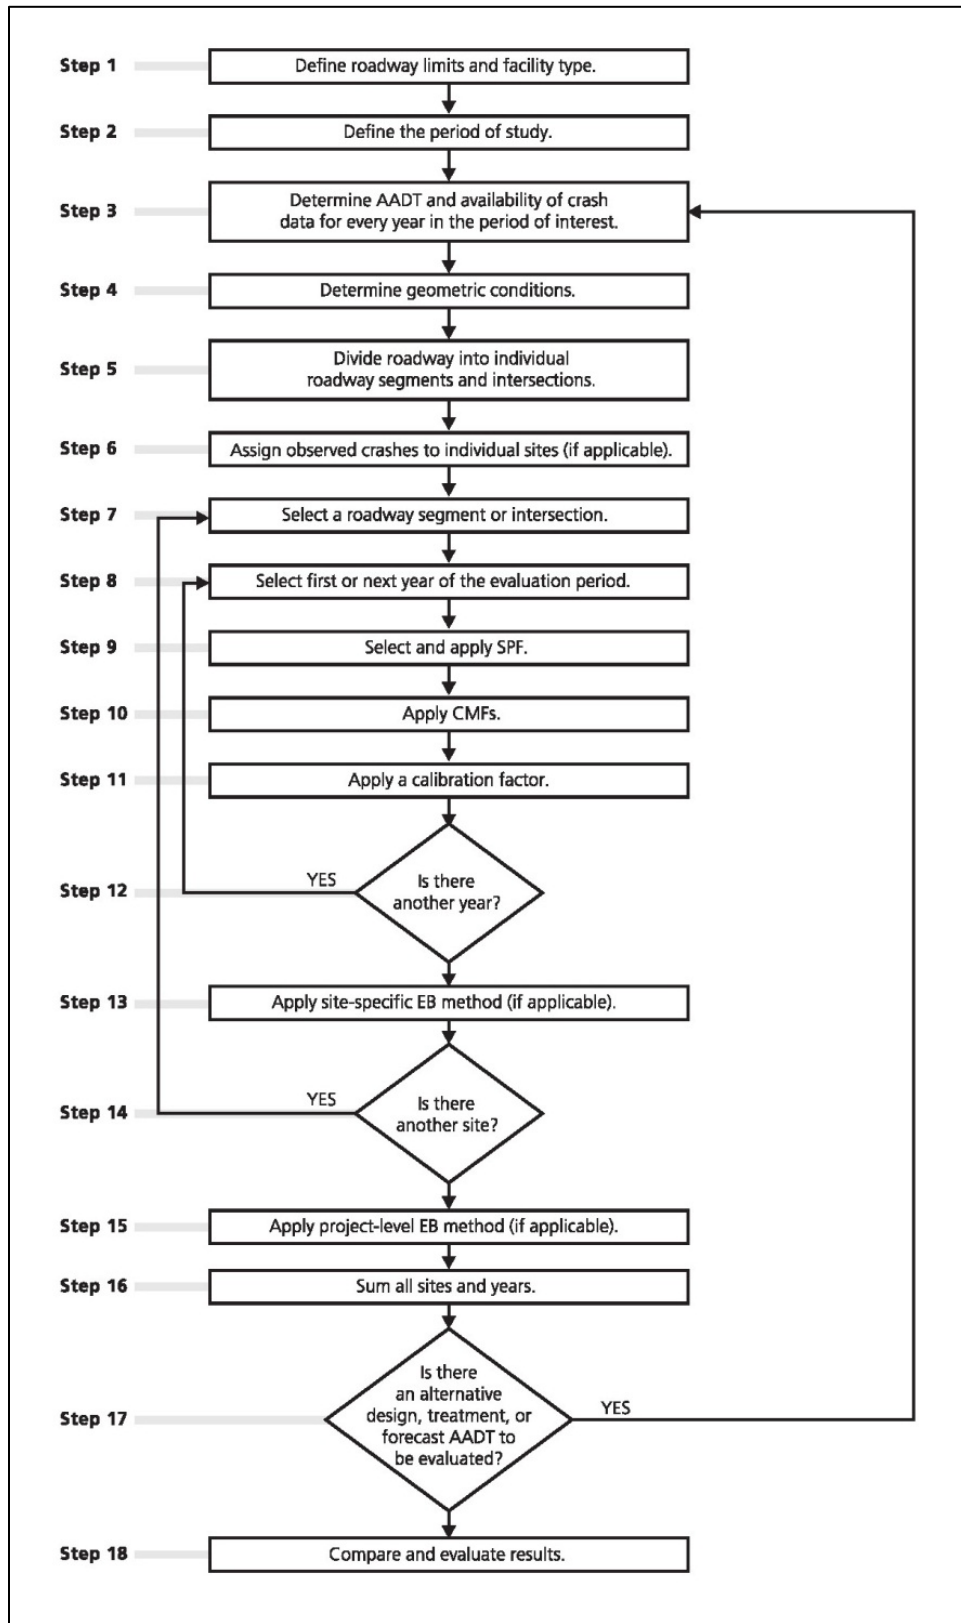 Step 1
Define roadway limits and facility type.
Step 2
Define the period of study.
Step 3
Determine AADT and availability of crash
data for every year in the period of interest.
Step 4
Determine geometric conditions.
Step 5
Divide roadway into individual
roadway segments and intersections.
Step 6
Assign observed crashes to individual sites (if applicable).
Step 7
Select a roadway segment or intersection.
Step 8
Select first or next year of the evaluation period.
Step 9
Select and apply SPF.
Step 10
Apply CMFs.
Step 11
Apply a calibration factor.
Step 12
YES
Is there
another year?
Step 13
Apply site-specific EB method (if applicable).
Step 14
YES
Is there
another site?
Step 15
Apply project-level EB method (if applicable).
Step 16
Sum all sites and years.
Step 17
Is there
an alternative
design, treatment, or
forecast AADT to
be evaluated?
YES
Step 18
Compare and evaluate results.